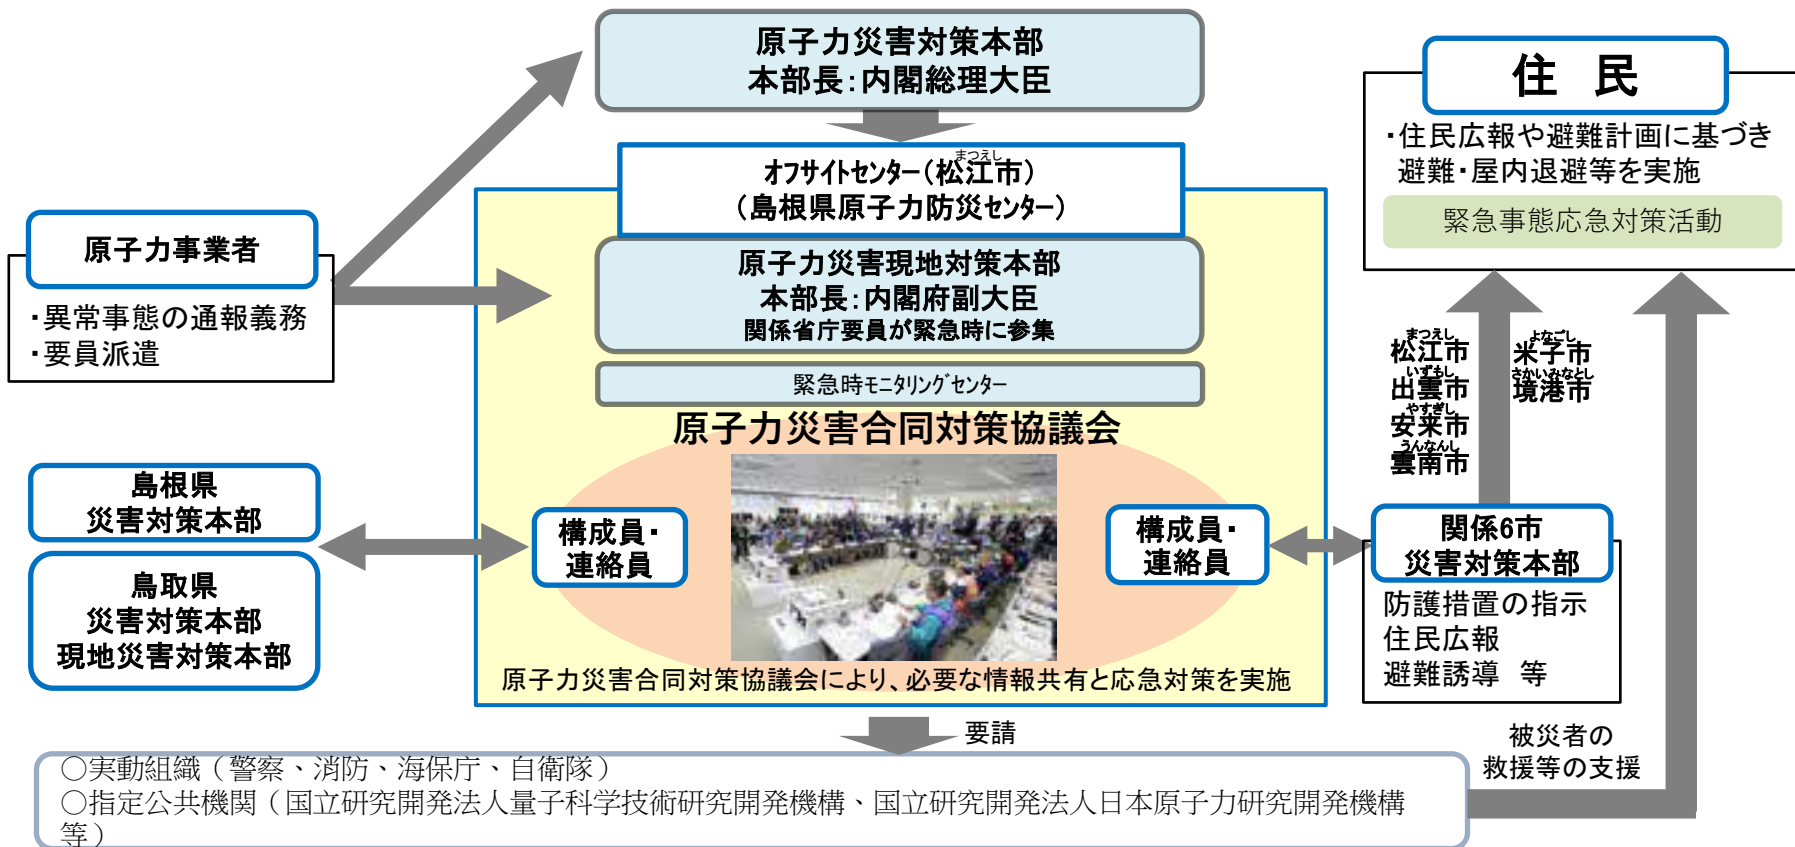 原子力災害対策本部
本部長：内閣総理大臣
まつえし
オフサイトセンター（松江市）
（島根県原子力防災センター）
原子力災害現地対策本部
本部長：内閣府副大臣
関係省庁要員が緊急時に参集
緊急時モニタリングセンター
原子力災害合同対策協議会
構成員・
連絡員
構成員・
連絡員
原子力災害合同対策協議会により、必要な情報共有と応急対策を実施
原子力事業者
・異常事態の通報義務
・要員派遣
島根県
災害対策本部
鳥取県
災害対策本部
現地災害対策本部
住　民
・住民広報や避難計画に基づき
避難・屋内退避等を実施
緊急事態応急対策活動
まつえし
松江市
いずもし
出雲市
やすぎし
安来市
うんなんし
雲南市
よなごし
米子市
さかいみなとし
境港市
関係6市
災害対策本部
防護措置の指示
住民広報
避難誘導　等
要請
被災者の
救援等の支援
○実動組織（警察、消防、海保庁、自衛隊）
○指定公共機関（国立研究開発法人量子科学技術研究開発機構、国立研究開発法人日本原子力研究開発機構
等）